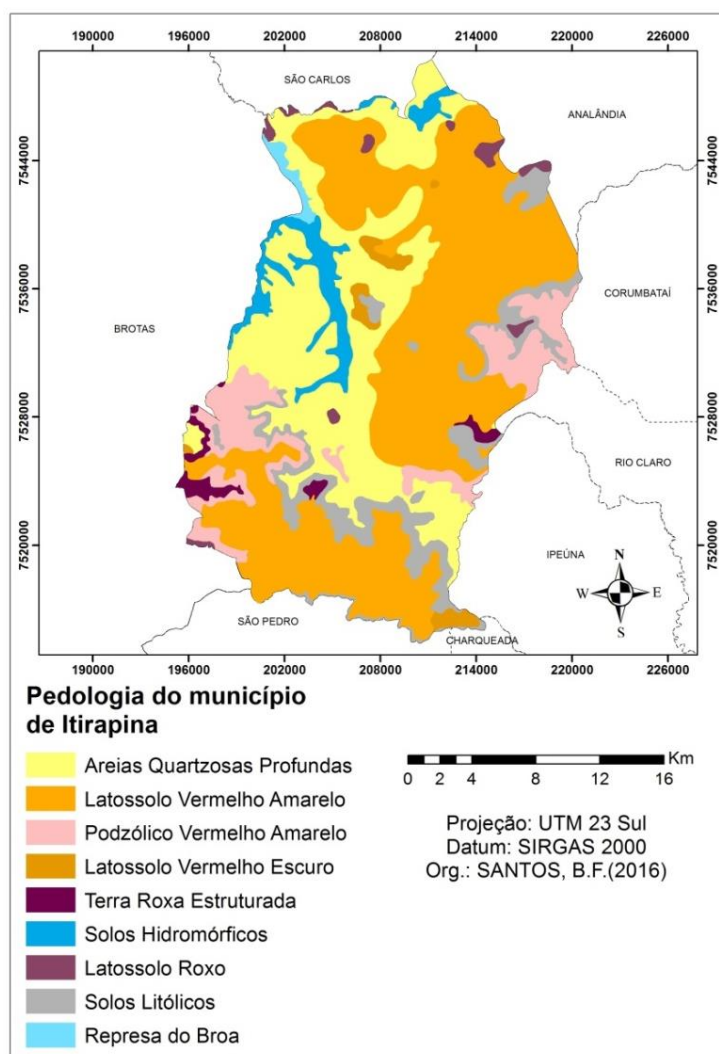 190000 196000 202000 208000 214000 220000 226000
SÃO CARLOS
ANALÂNDIA
7544000 7544000
CORUMBATAÍ
7536000 7536000
BROTAS
7528000 7528000
RIO CLARO
7520000 7520000
IPEÚNA
N
W E
S
SÃO PEDRO
CHARQUEADA
190000 196000 202000 208000 214000 220000 226000
Pedologia do município
de Itirapina
Areias Quartzosas Profundas
Latossolo Vermelho Amarelo
Podzólico Vermelho Amarelo
Latossolo Vermelho Escuro
Terra Roxa Estruturada
Solos Hidromórficos
Latossolo Roxo
Solos Litólicos
Represa do Broa
Km
0 2 4 8 12 16
Projeção: UTM 23 Sul
Datum: SIRGAS 2000
Org.: SANTOS, B.F.(2016)